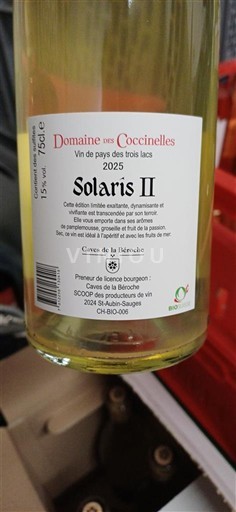 Domaine des Coccinelles
Vin de pays des trois lacs
2025
Solaris II
Cette édition limitée exaltante, dynamisante et
vivifiante est transcendée par son terroir.
Elle vous emporte dans ses arômes
de pamplemousse, groseille et fruit de la passion.
Sec, ce vin est idéal à l'apéritif et avec les fruits de mer.
Caves de la Béroche
Preneur de licence bourgeon :
Caves de la Béroche
SCOOP des producteurs de vin
2024 St-Aubin-Sauges
CH-BIO-006
Contient des sulfites
15% vol 75cl.e
BIO